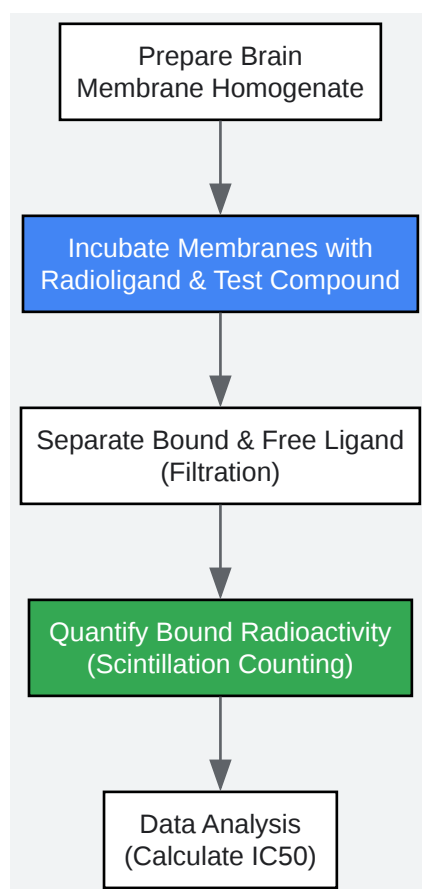 Prepare Brain
Membrane Homogenate
Incubate Membranes with
Radioligand & Test Compound
Separate Bound & Free Ligand
(Filtration)
Quantify Bound Radioactivity
(Scintillation Counting)
Data Analysis
(Calculate IC50)